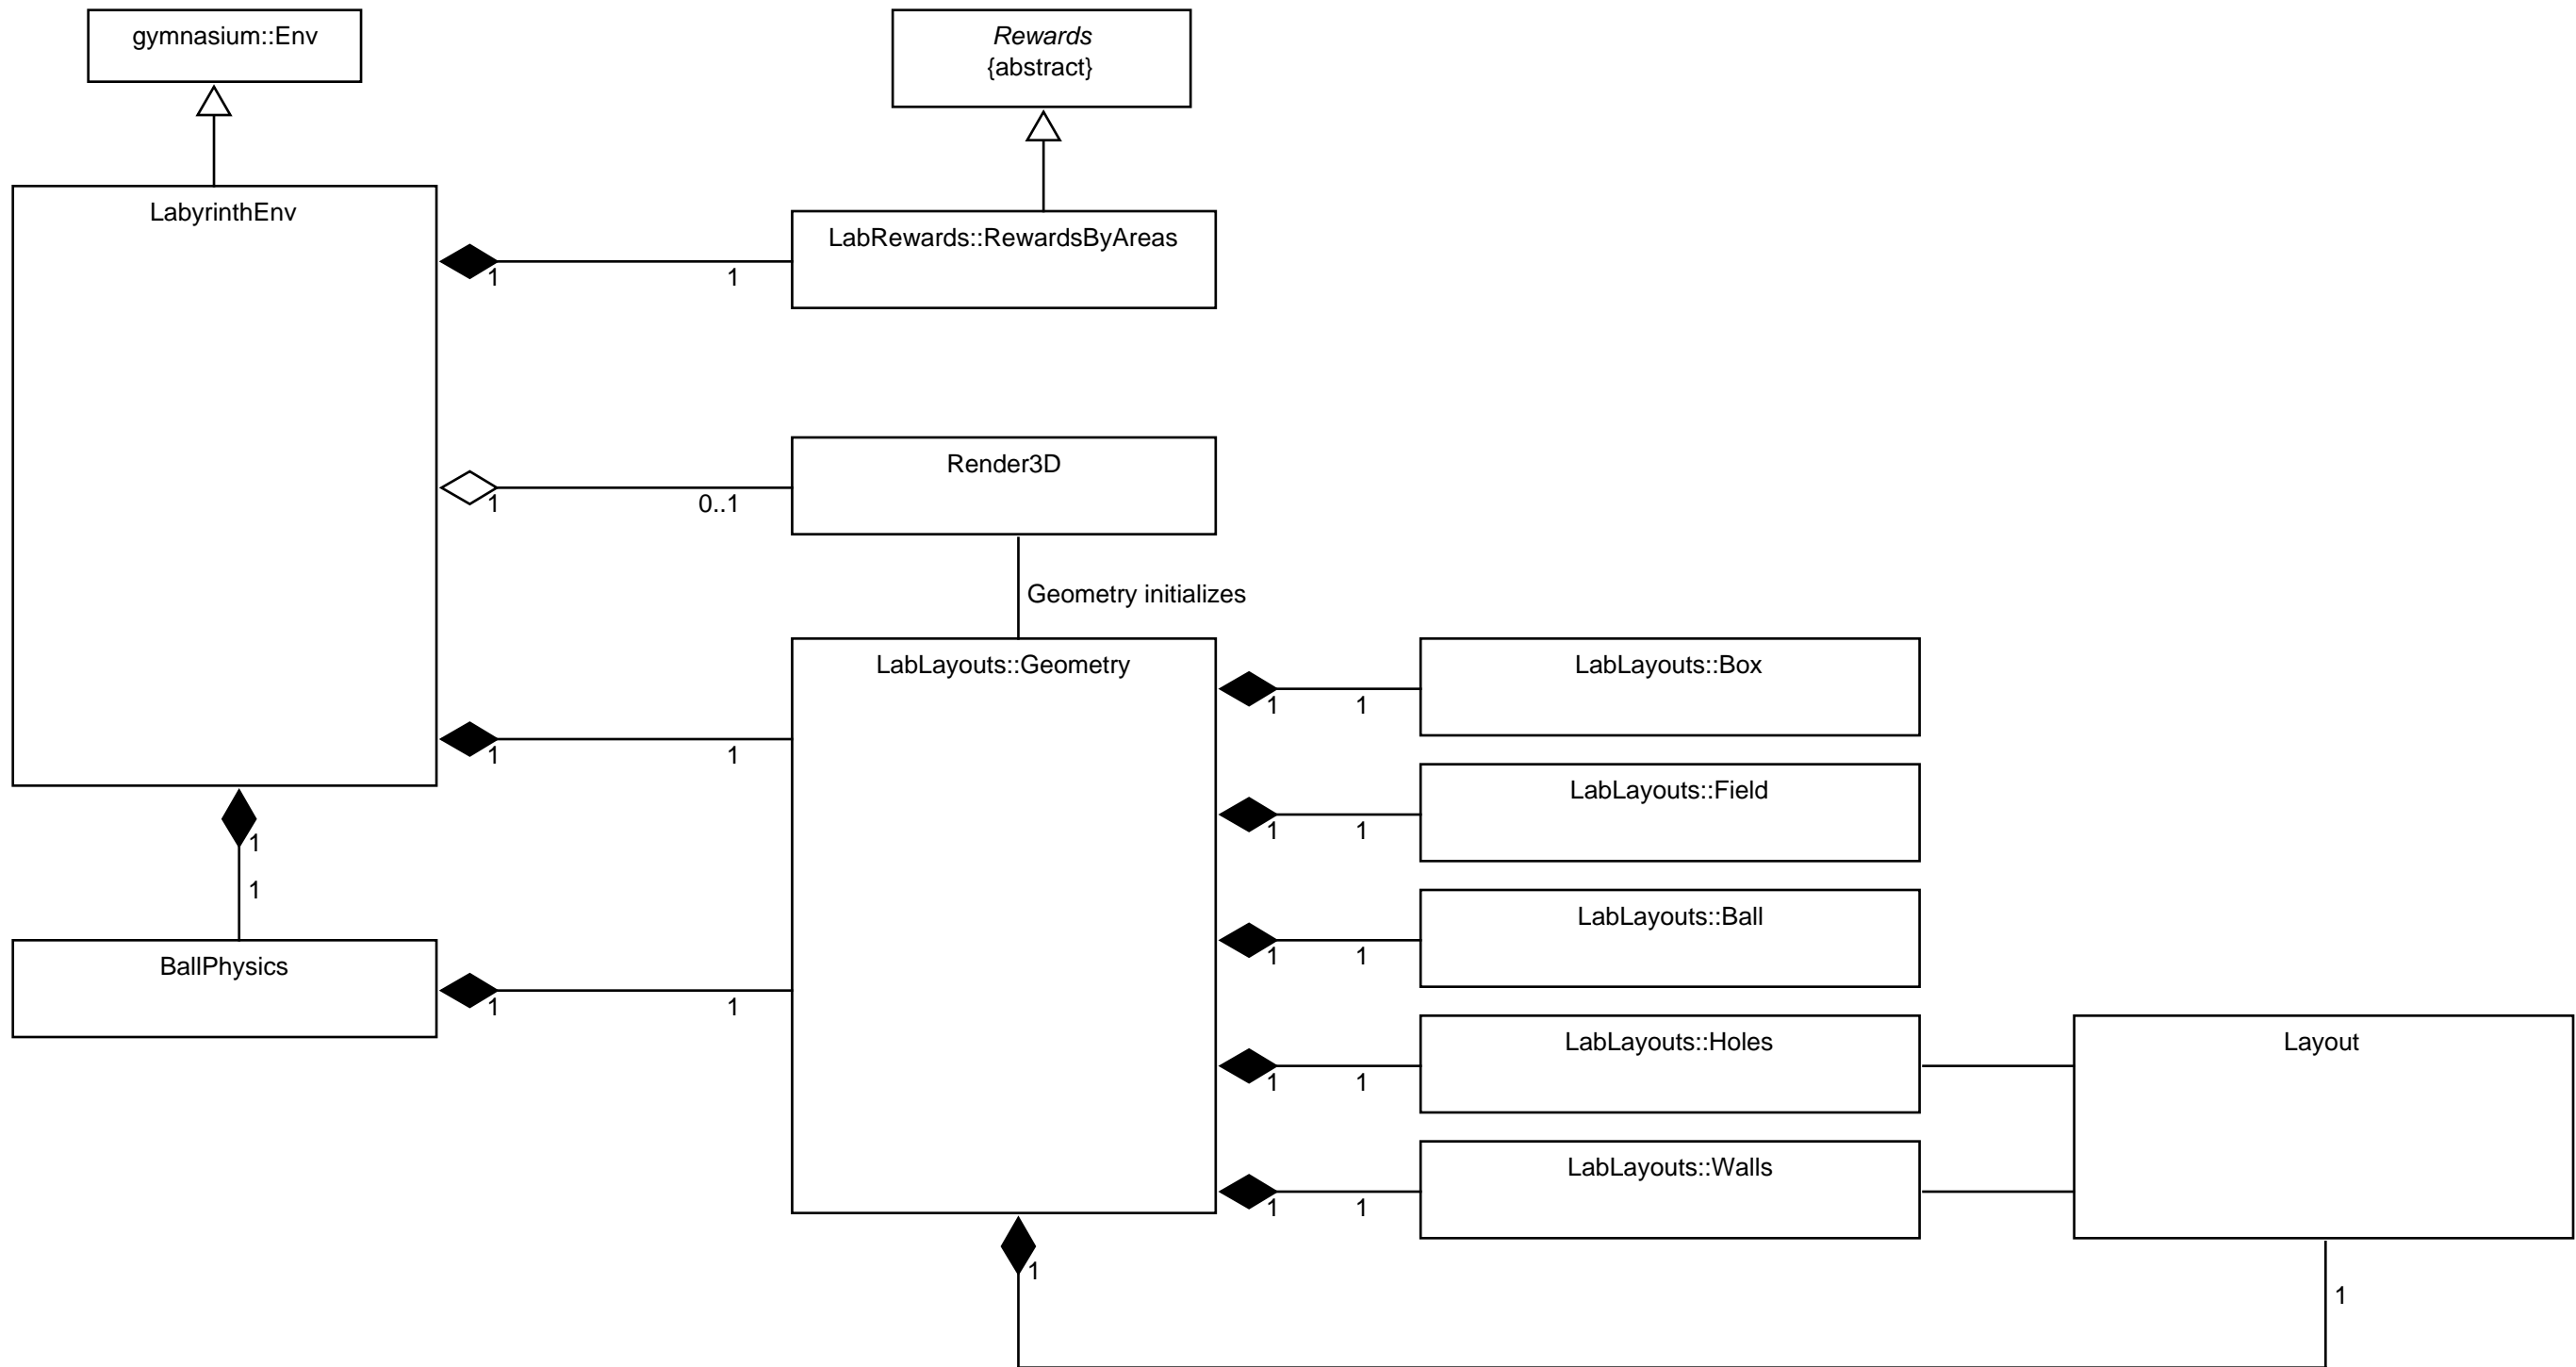 gymnasium::Env
Rewards
{abstract}
LabyrinthEnv
LabRewards::RewardsByAreas
1
1
Render3D
1
0..1
Geometry initializes
LabLayouts::Geometry
LabLayouts::Box
1
1
1
1
LabLayouts::Field
1
1
1
1
LabLayouts::Ball
BallPhysics
1
1
1
1
LabLayouts::Holes
Layout
1
1
LabLayouts::Walls
1
1
1
1